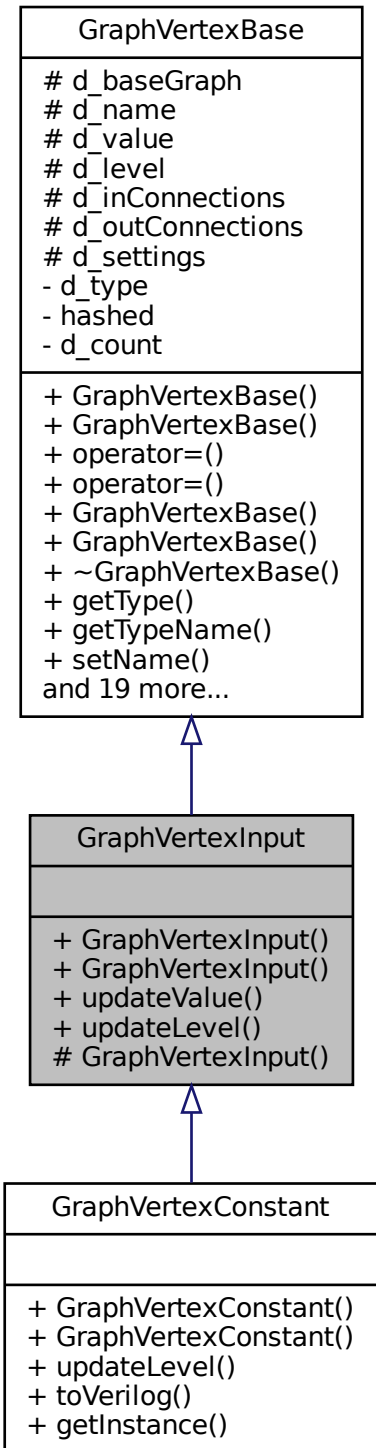 GraphVertexBase
# d_baseGraph
# d_name
# d_value
# d_level
# d_inConnections
# d_outConnections
# d_settings
- d_type
- hashed
- d_count
+ GraphVertexBase()
+ GraphVertexBase()
+ operator=()
+ operator=()
+ GraphVertexBase()
+ GraphVertexBase()
+ ~GraphVertexBase()
+ getType()
+ getTypeName()
+ setName()
and 19 more...
GraphVertexInput
+ GraphVertexInput()
+ GraphVertexInput()
+ updateValue()
+ updateLevel()
# GraphVertexInput()
GraphVertexConstant
+ GraphVertexConstant()
+ GraphVertexConstant()
+ updateLevel()
+ toVerilog()
+ getInstance()